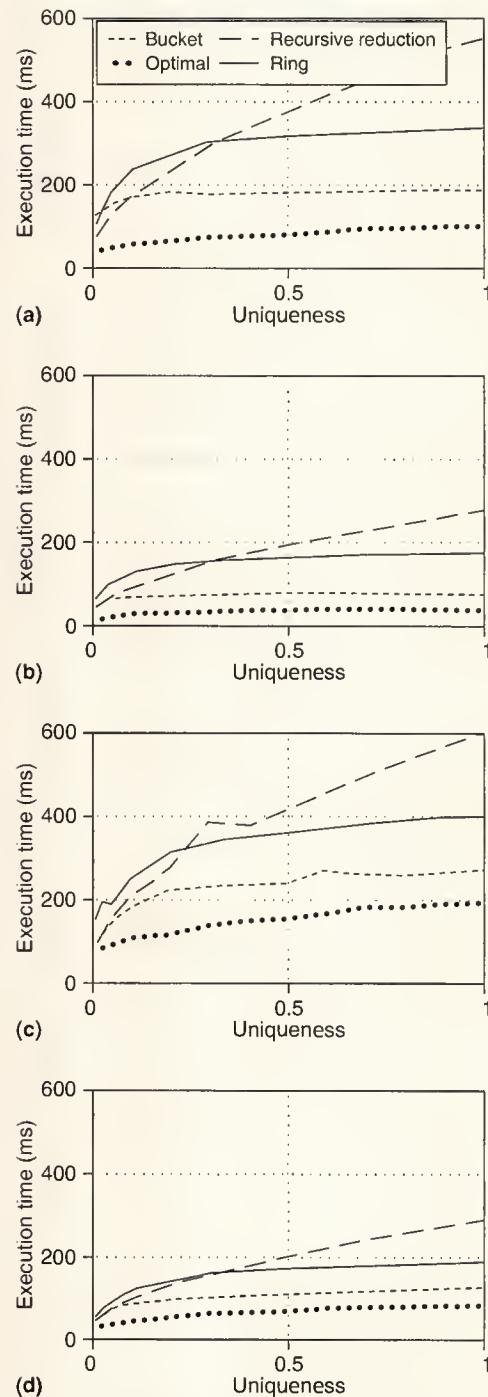 Execution time (ms)
600
400
200
0
Bucket
Recursive reduction
Optimal
Ring
0
0.5
1
(a)
Uniqueness
Execution time (ms)
600
400
200
0
0
0.5
1
(b)
Uniqueness
Execution time (ms)
600
400
200
0
0
0.5
1
(c)
Uniqueness
Execution time (ms)
600
400
200
0
0
0.5
1
(d)
Uniqueness